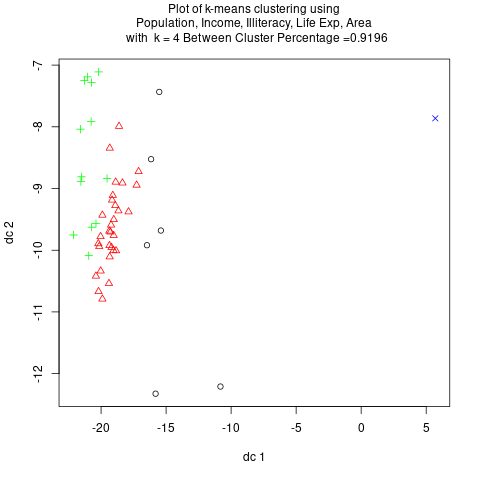 Plot of k-means clustering using
Population, Income, Illiteracy, Life Exp, Area
with  k = 4 Between Cluster Percentage =0.9196
-7
-8
-9
-10
-11
-12
dc 2
-20
-15
-10
-5
0
5
dc 1